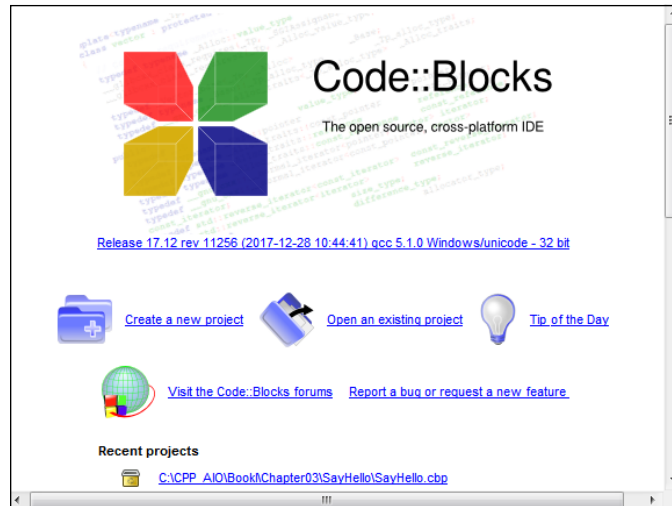 Code::Blocks
The open source, cross-platform IDE
Release 17.12 rev 11256 (2017-12-28 10:44:41) gcc 5.1.0 Windows/unicode - 32 bit
Create a new project
Open an existing project
Tip of the Day
Visit the Code::Blocks forums
Report a bug or request a new feature
Recent projects
C:\CPP_AIO\BookI\Chapter03\SayHello\SayHello.cbp